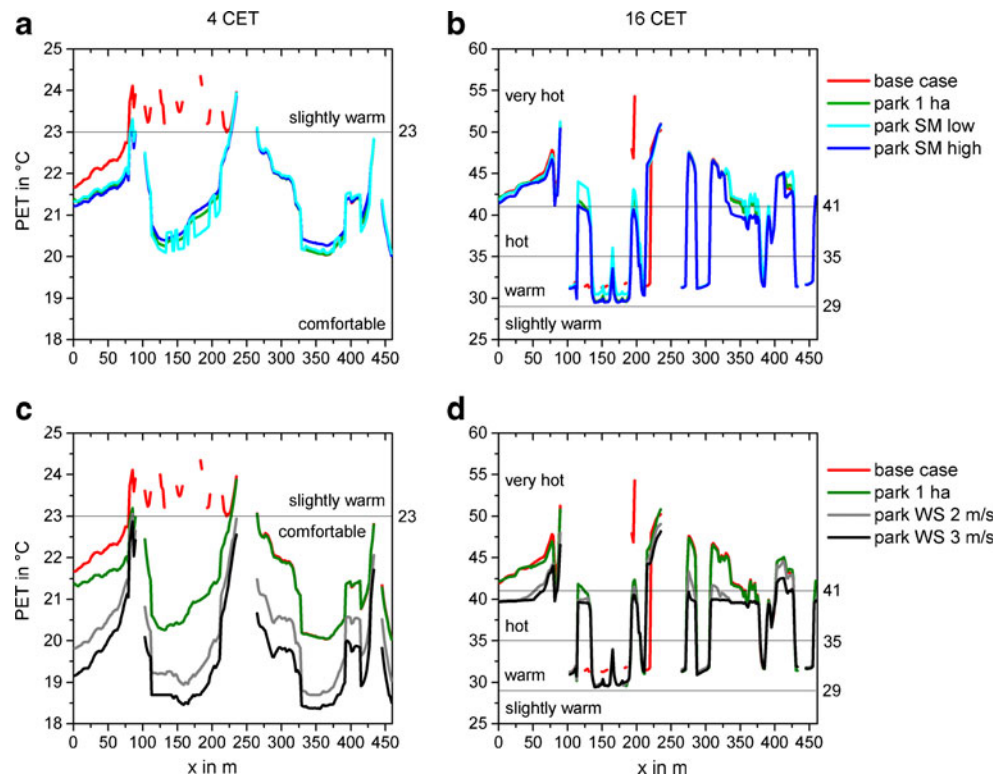 4 CET
16 CET
a
25
24
23
22
21
20
19
18
PET in °C
slightly warm
23
comfortable
0 50 100 150 200 250 300 350 400 450
b
60
55
50
45
40
35
30
25
very hot
hot
warm
slightly warm
41
35
29
0 50 100 150 200 250 300 350 400 450
base case
park 1 ha
park SM low
park SM high
c
25
24
23
22
21
20
19
18
PET in °C
slightly warm
23
comfortable
0 50 100 150 200 250 300 350 400 450
x in m
d
60
55
50
45
40
35
30
25
very hot
hot
warm
slightly warm
41
35
29
0 50 100 150 200 250 300 350 400 450
x in m
base case
park 1 ha
park WS 2 m/s
park WS 3 m/s